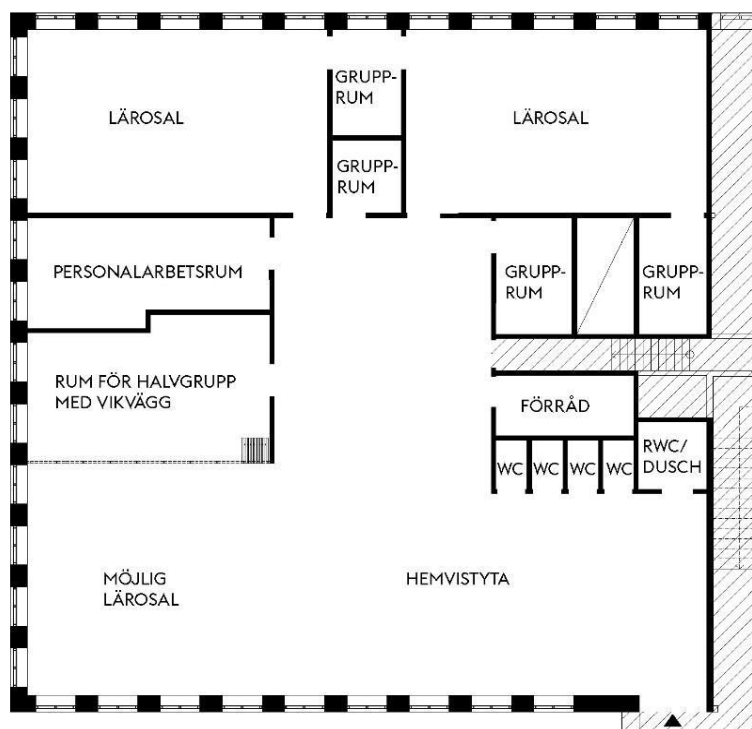 GRUPP-
RUM
LÄROSAL
LÄROSAL
GRUPP-
RUM
PERSONALARBETSRUM
GRUPP-
RUM
GRUPP-
RUM
RUM FÖR HALVGRUPP
MED VIKVÄGG
FÖRRÅD
WC
WC
WC
WC
RWC/
DUSCH
MÖJLIG
LÄROSAL
HEMVISTYTA